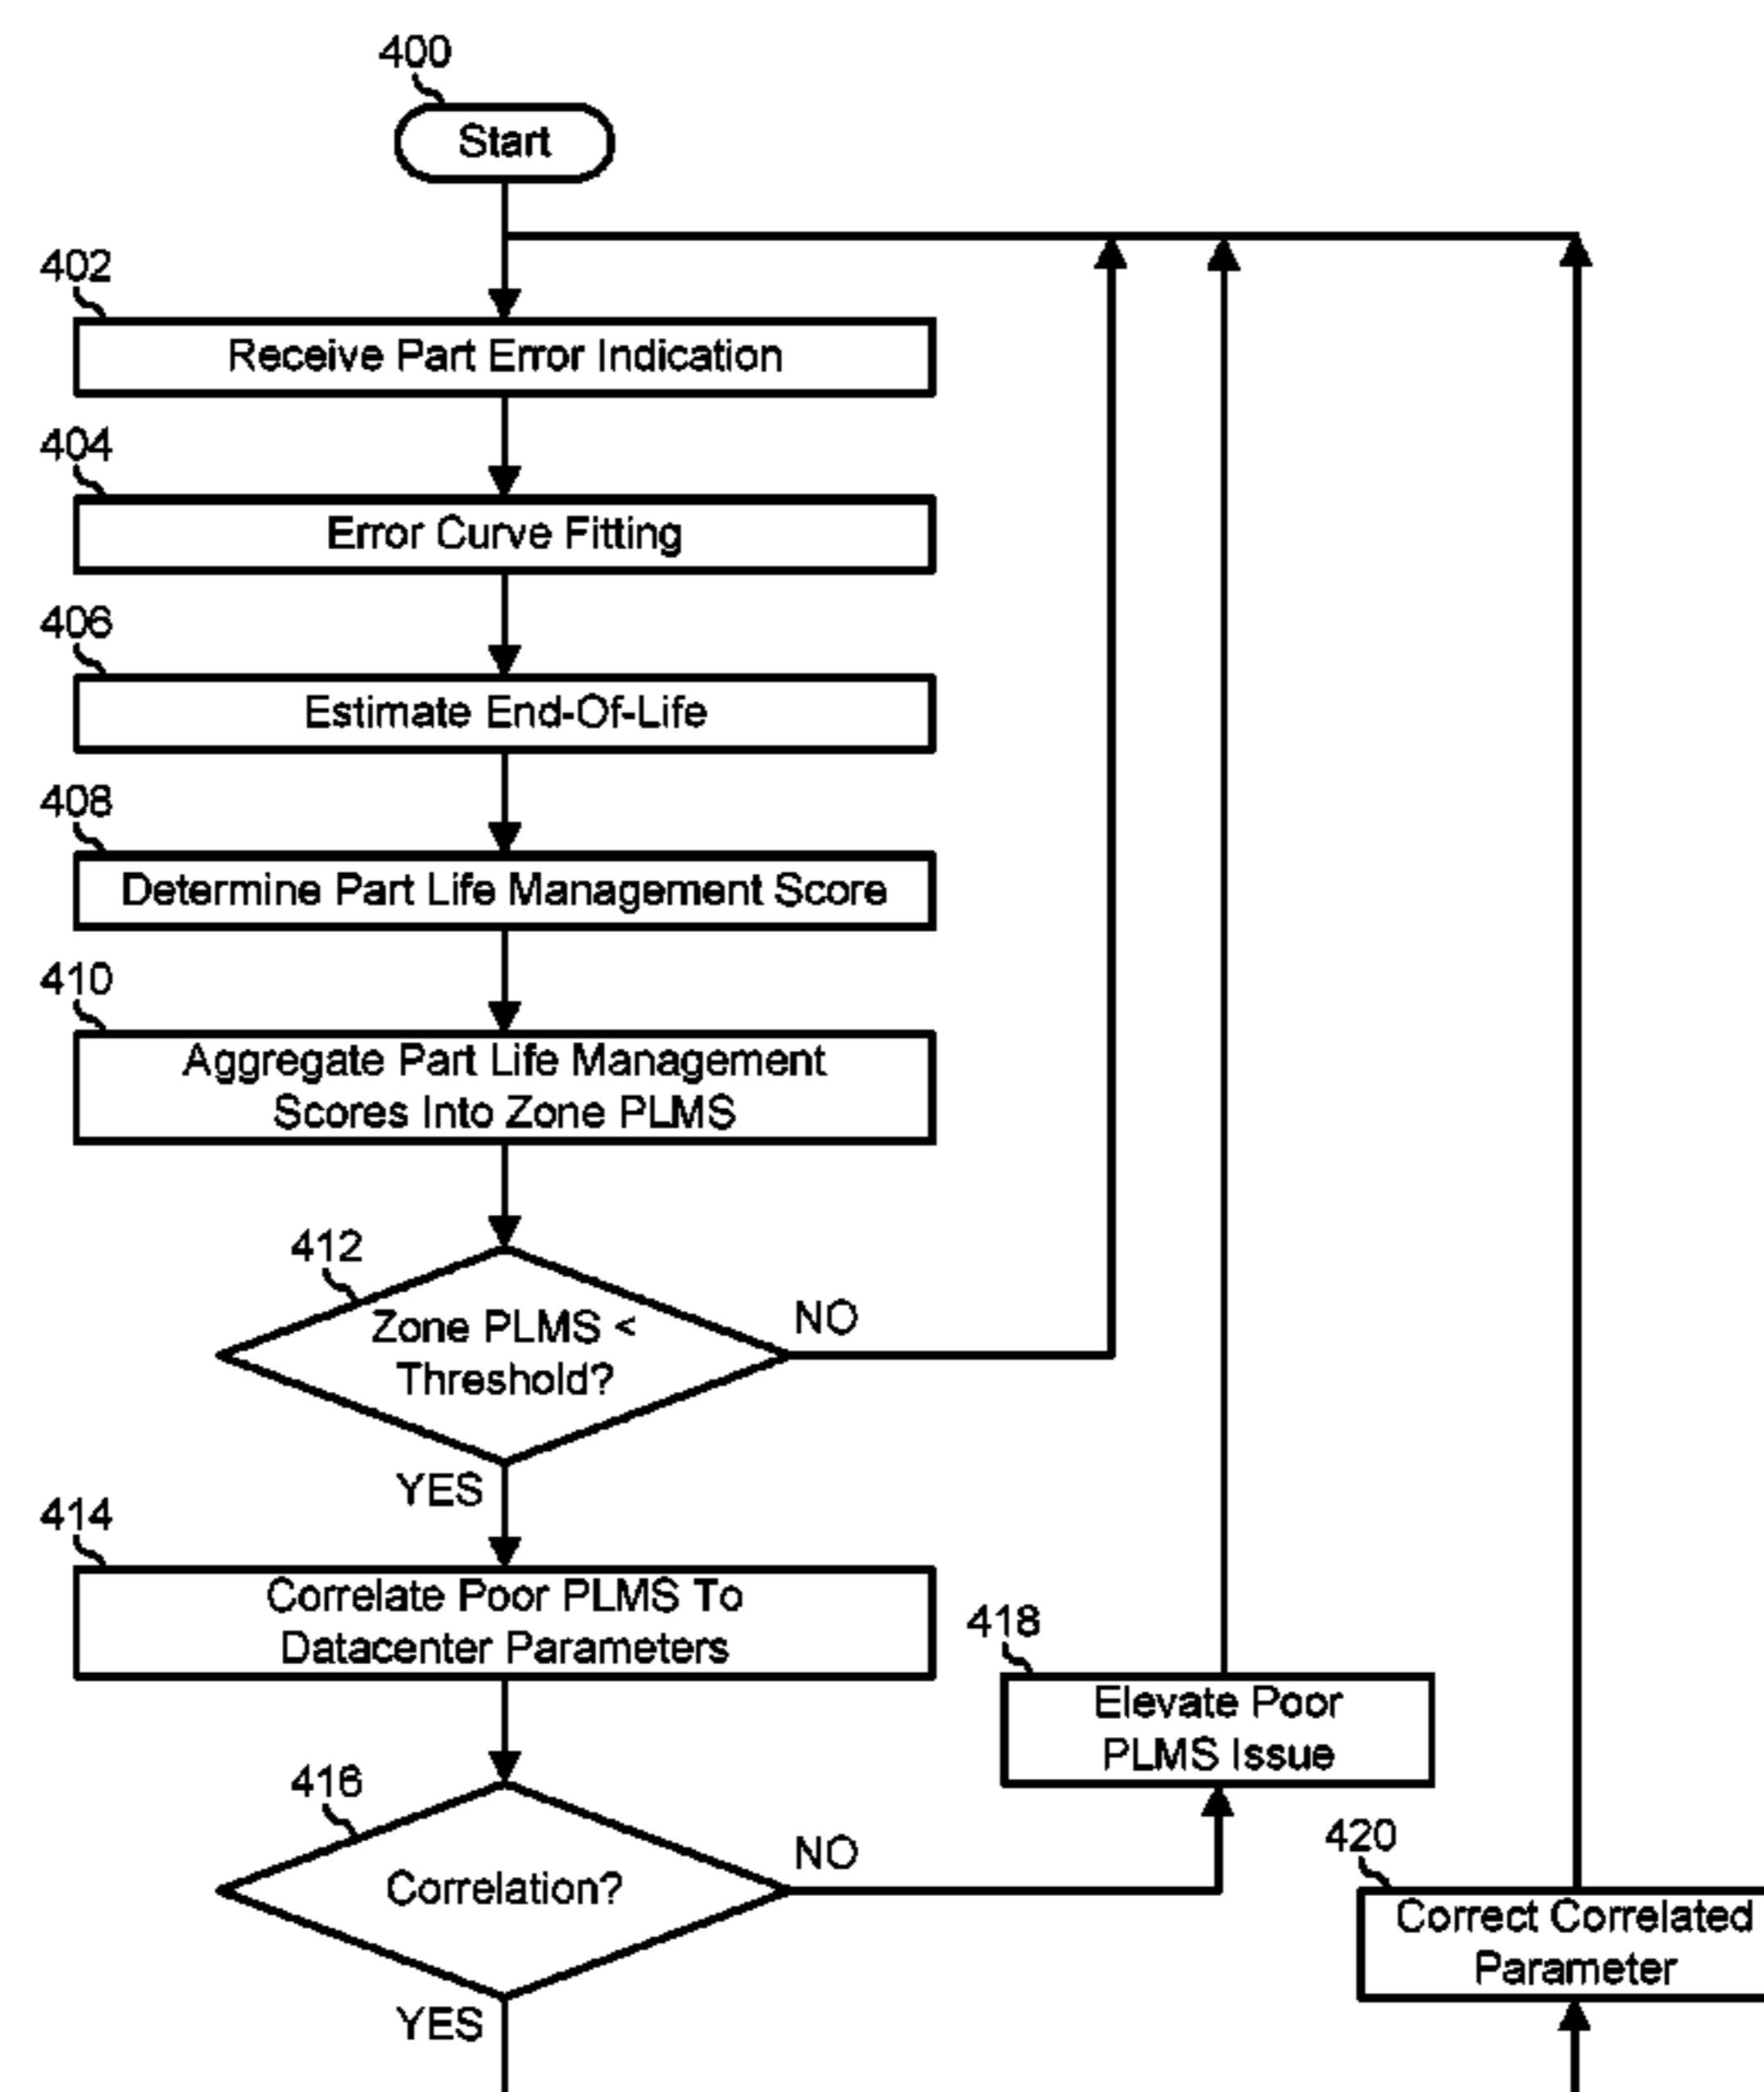 400
Start
402
Receive Part Error Indication
404
Error Curve Fitting
406
Estimate End-Of-Life
408
Determine Part Life Management Score
410
Aggregate Part Life Management
Scores Into Zone PLMS
412
Zone PLMS <
Threshold?
NO
YES
414
Correlate Poor PLMS To
Datacenter Parameters
418
Elevate Poor
PLMS Issue
416
Correlation?
NO
YES
420
Correct Correlated
Parameter